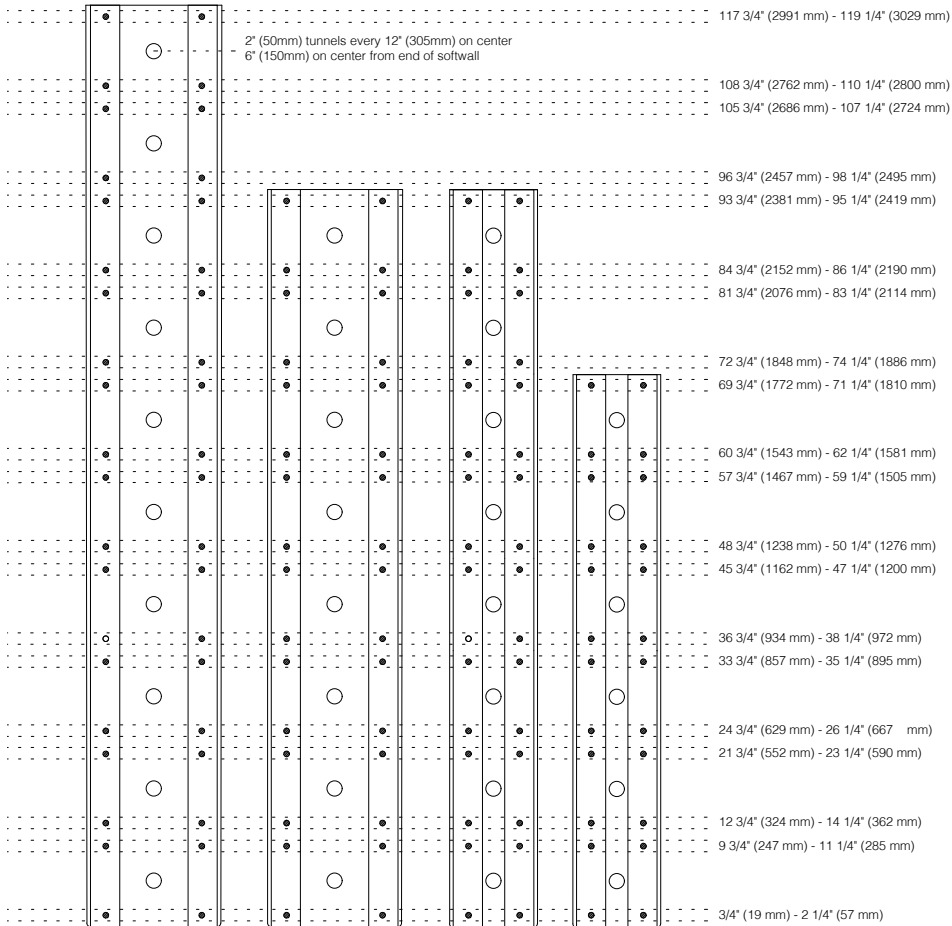 117 3/4" (2991 mm) - 119 1/4" (3029 mm)
2" (50mm) tunnels every 12" (305mm) on center
6" (150mm) on center from end of softwall
108 3/4" (2762 mm) - 110 1/4" (2800 mm)
105 3/4" (2686 mm) - 107 1/4" (2724 mm)
96 3/4" (2457 mm) - 98 1/4" (2495 mm)
93 3/4" (2381 mm) - 95 1/4" (2419 mm)
84 3/4" (2152 mm) - 86 1/4" (2190 mm)
81 3/4" (2076 mm) - 83 1/4" (2114 mm)
72 3/4" (1848 mm) - 74 1/4" (1886 mm)
69 3/4" (1772 mm) - 71 1/4" (1810 mm)
60 3/4" (1543 mm) - 62 1/4" (1581 mm)
57 3/4" (1467 mm) - 59 1/4" (1505 mm)
48 3/4" (1238 mm) - 50 1/4" (1276 mm)
45 3/4" (1162 mm) - 47 1/4" (1200 mm)
36 3/4" (934 mm) - 38 1/4" (972 mm)
33 3/4" (857 mm) - 35 1/4" (895 mm)
24 3/4" (629 mm) - 26 1/4" (667 mm)
21 3/4" (552 mm) - 23 1/4" (590 mm)
12 3/4" (324 mm) - 14 1/4" (362 mm)
9 3/4" (247 mm) - 11 1/4" (285 mm)
3/4" (19 mm) - 2 1/4" (57 mm)